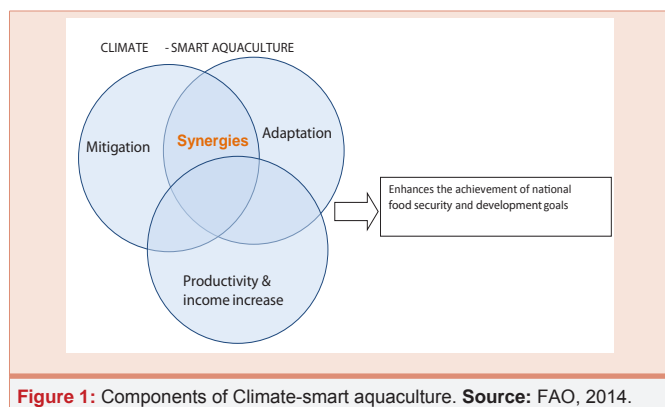 CLIMATE - SMART AQUACULTURE
Mitigation
Synergies
Adaptation
Enhances the achievement of national
food security and development goals
Productivity &
income increase
Figure 1: Components of Climate-smart aquaculture. Source: FAO, 2014.